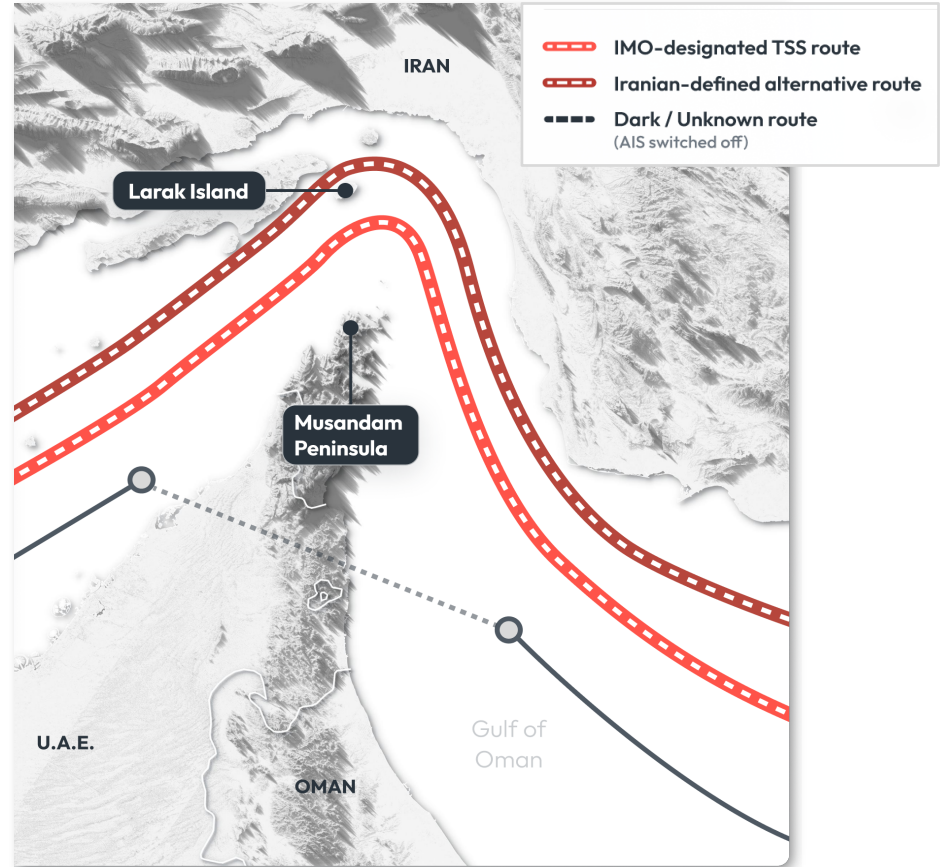 IMO-designated TSS route
Iranian-defined alternative route
Dark / Unknown route
(AIS switched off)
IRAN
Larak Island
Musandam
Peninsula
Gulf of
Oman
U.A.E.
OMAN